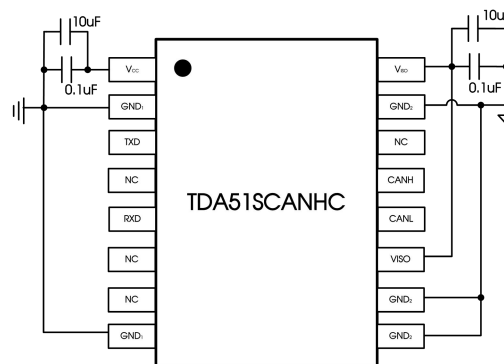 10uF
0.1uF
10uF
0.1uF
Vcc
GND1
TXD
NC
RXD
NC
NC
GND1
TDA51SCANHC
VISO
GND2
NC
CANH
CANL
VISO
GND2
GND2